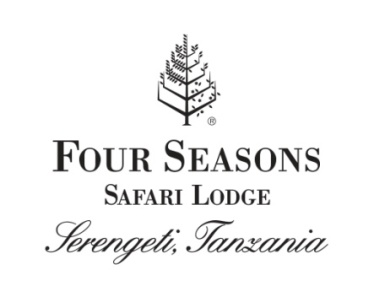 ®
FOUR SEASONS
SAFARI LODGE
Serengeti, Tanzania